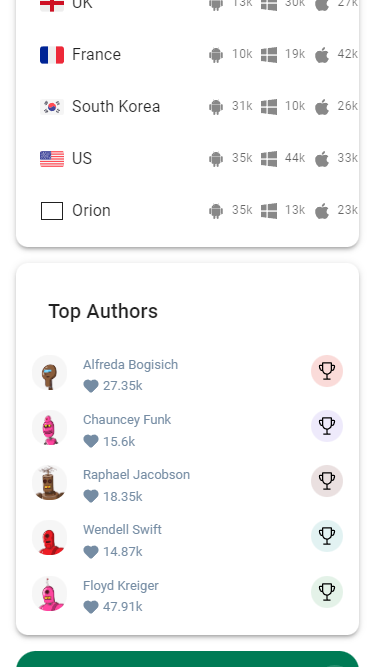 UK 13k 30k 27k
France 10k 19k 42k
South Korea 31k 10k 26k
US 35k 44k 33k
Orion 35k 13k 23k
Top Authors
Alfreda Bogisich
27.35k
Chauncey Funk
15.6k
Raphael Jacobson
18.35k
Wendell Swift
14.87k
Floyd Kreiger
47.91k